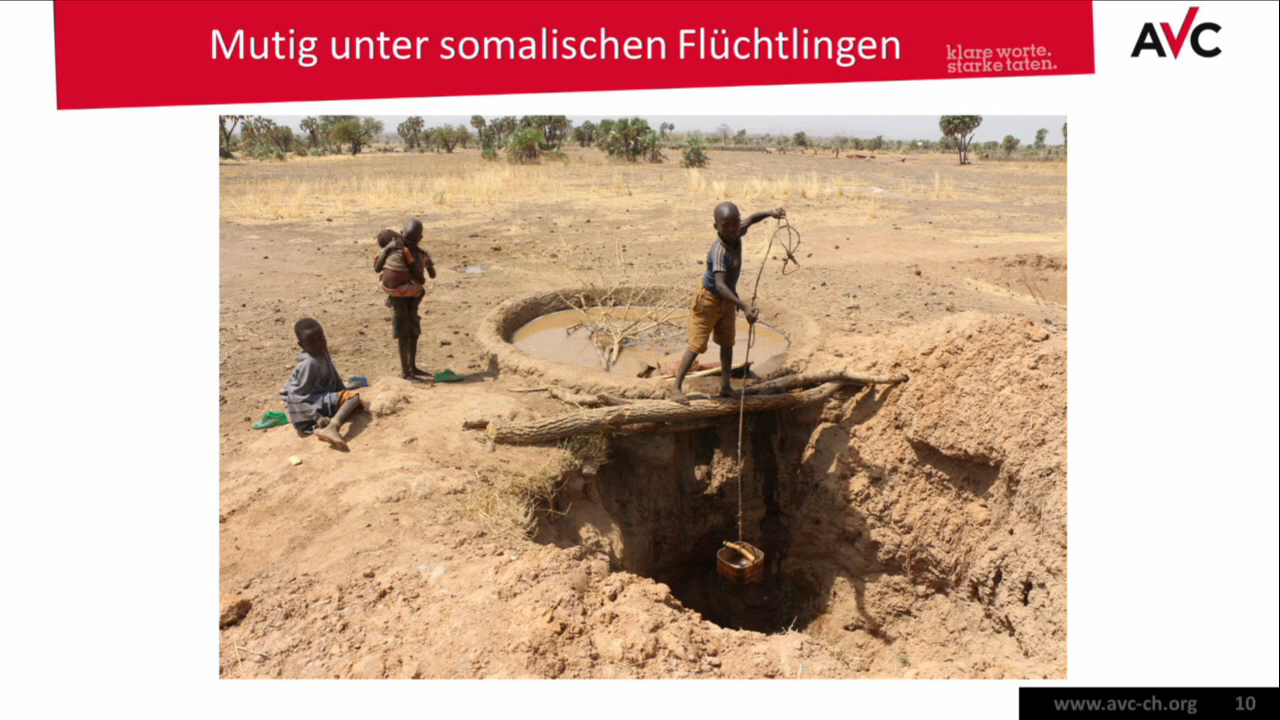 Mutig unter somalischen Flüchtlingen
klare worte.
starke taten.
AVC
www.avc-ch.org 10